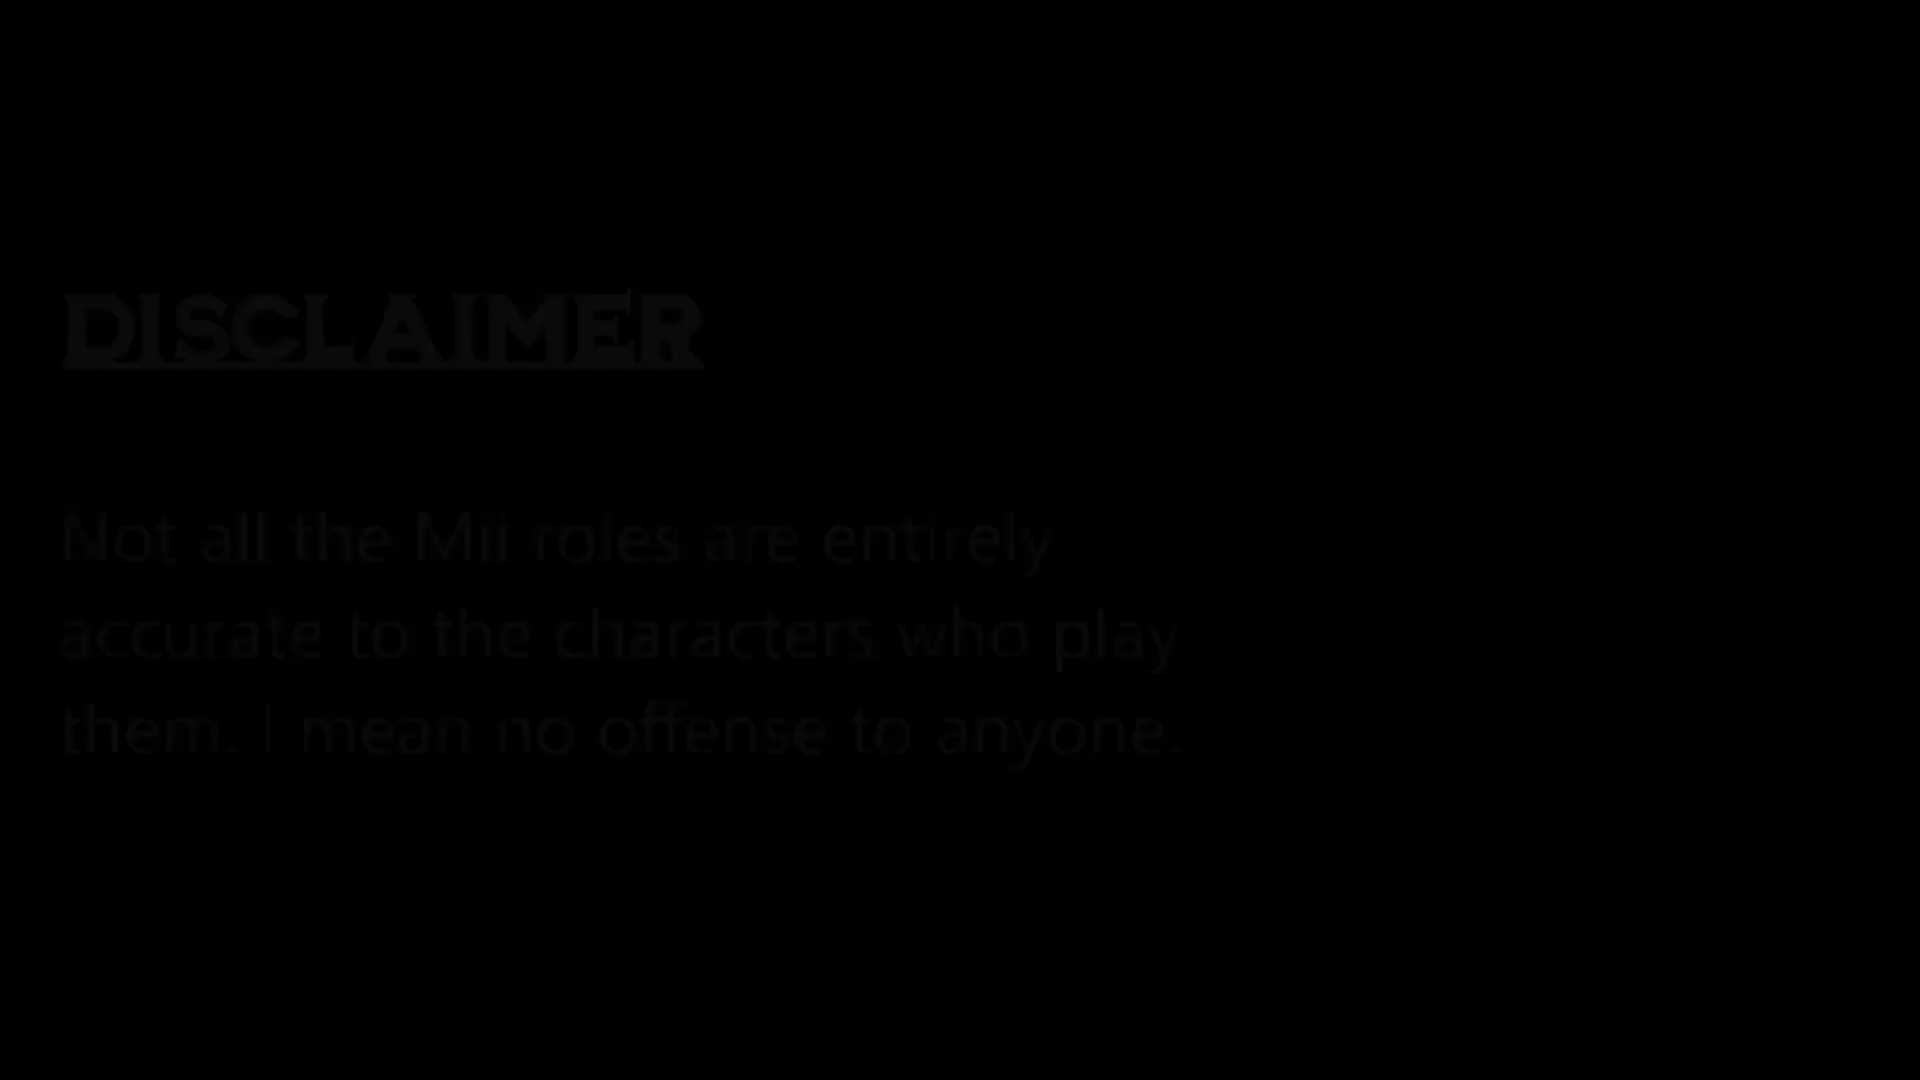 DISCLAIMER
Not all the Mii roles are entirely
accurate to the characters who play
them. I mean no offense to anyone.